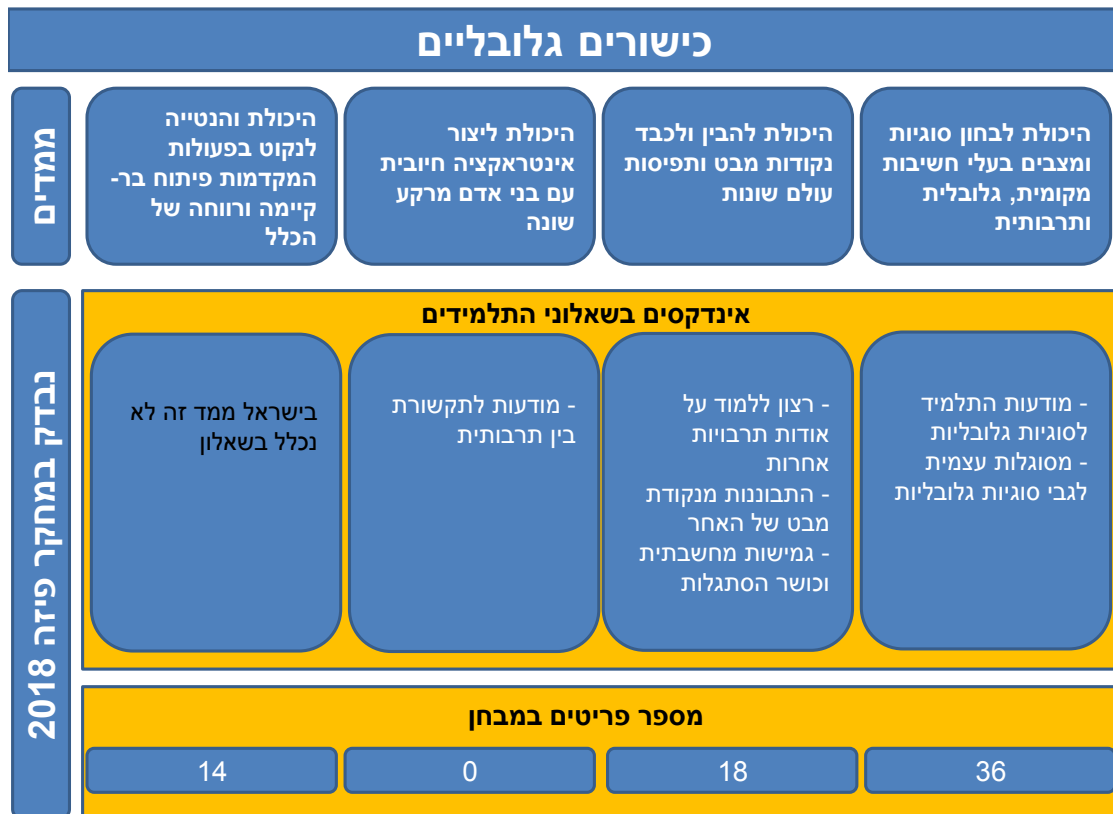 כישורים גלובליים
ממדים
היכולת לבחון סוגיות
ומצבים בעלי חשיבות
מקומית, גלובלית
ותרבותית
היכולת להבין ולכבד
נקודות מבט ותפיסות
עולם שונות
היכולת ליצור
אינטראקציה חיובית
עם בני אדם מרקע
שונה
היכולת והנטייה
לנקוט בפעולות
המקדמות פיתוח בר-
קיימה ורווחה של
הכלל
נבדק במחקר פיזה 2018
אינדקסים בשאלוני התלמידים
- מודעות התלמיד
לסוגיות גלובליות
- מסוגלות עצמית
לגבי סוגיות גלובליות
- רצון ללמוד על
אודות תרבויות
אחרות
- התבוננות מנקודת
מבט של האחר
- גמישות מחשבתית
וכושר הסתגלות
- מודעות לתקשורת
בין תרבותית
בישראל ממד זה לא
נכלל בשאלון
מספר פריטים במבחן
36
18
0
14